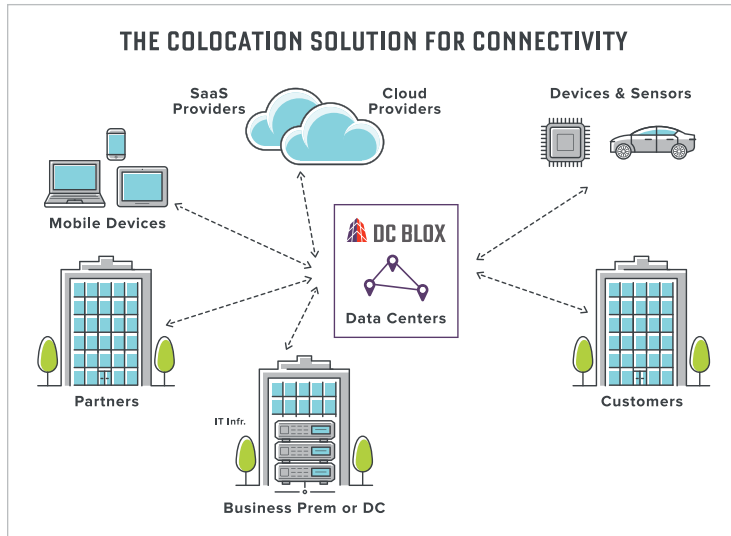 THE COLOCATION SOLUTION FOR CONNECTIVITY
SaaS
Providers
Cloud
Providers
Devices & Sensors
Mobile Devices
DC BLOX
Data Centers
Partners
IT Infr.
Business Prem or DC
Customers